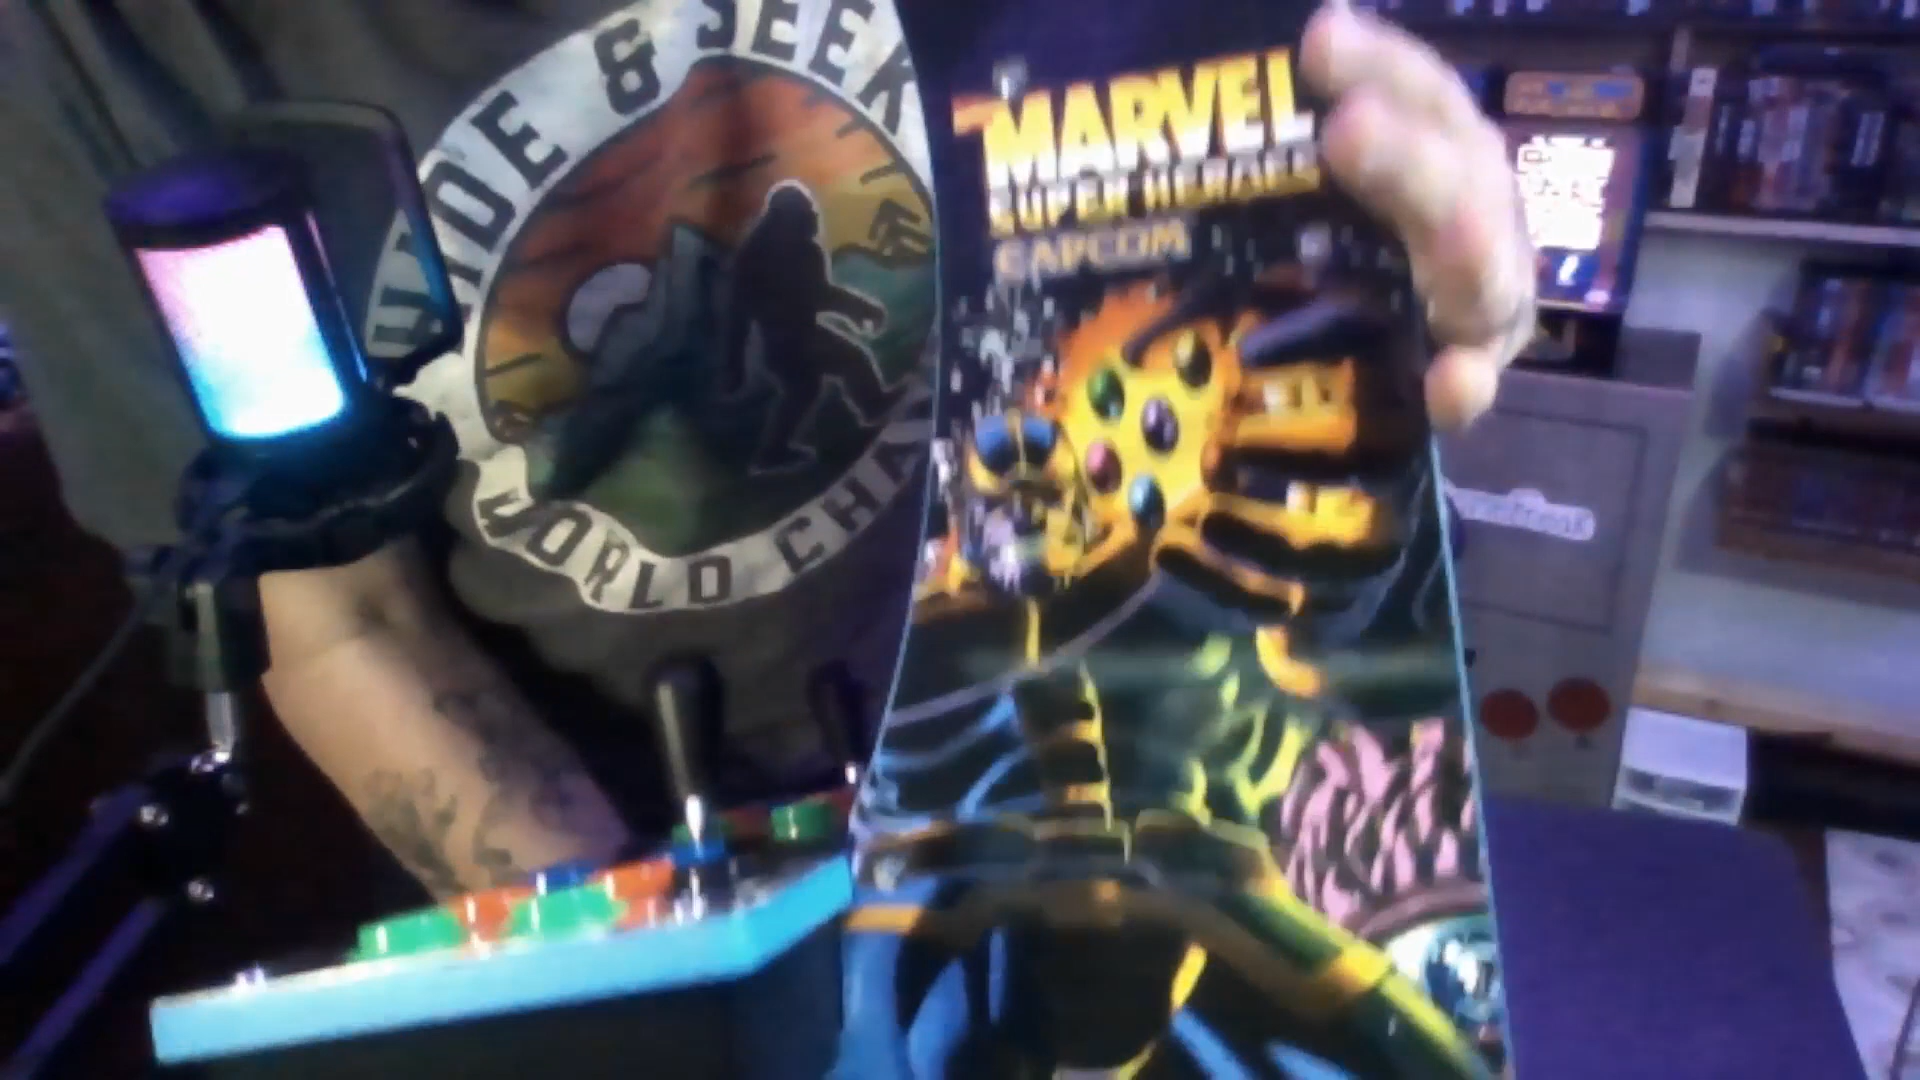 HIDE & SEEK
WORLD CHA
MARVEL
SUPER HEROES
CAPCOM